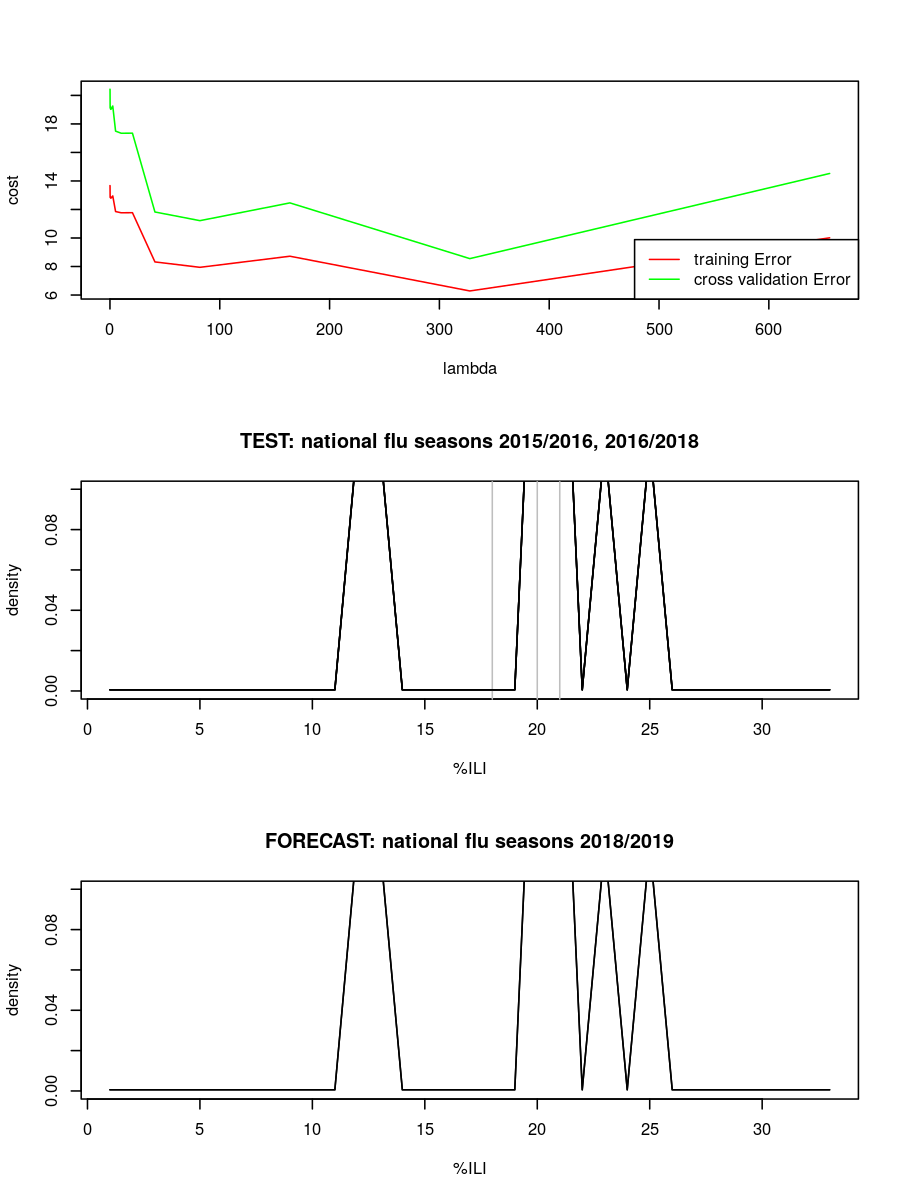 cost
18
14
10
8
6
0 100 200 300 400 500 600
lambda
training Error
cross validation Error
TEST: national flu seasons 2015/2016, 2016/2018
density
0.08
0.04
0.00
0 5 10 15 20 25 30
%ILI
FORECAST: national flu seasons 2018/2019
density
0.08
0.04
0.00
0 5 10 15 20 25 30
%ILI